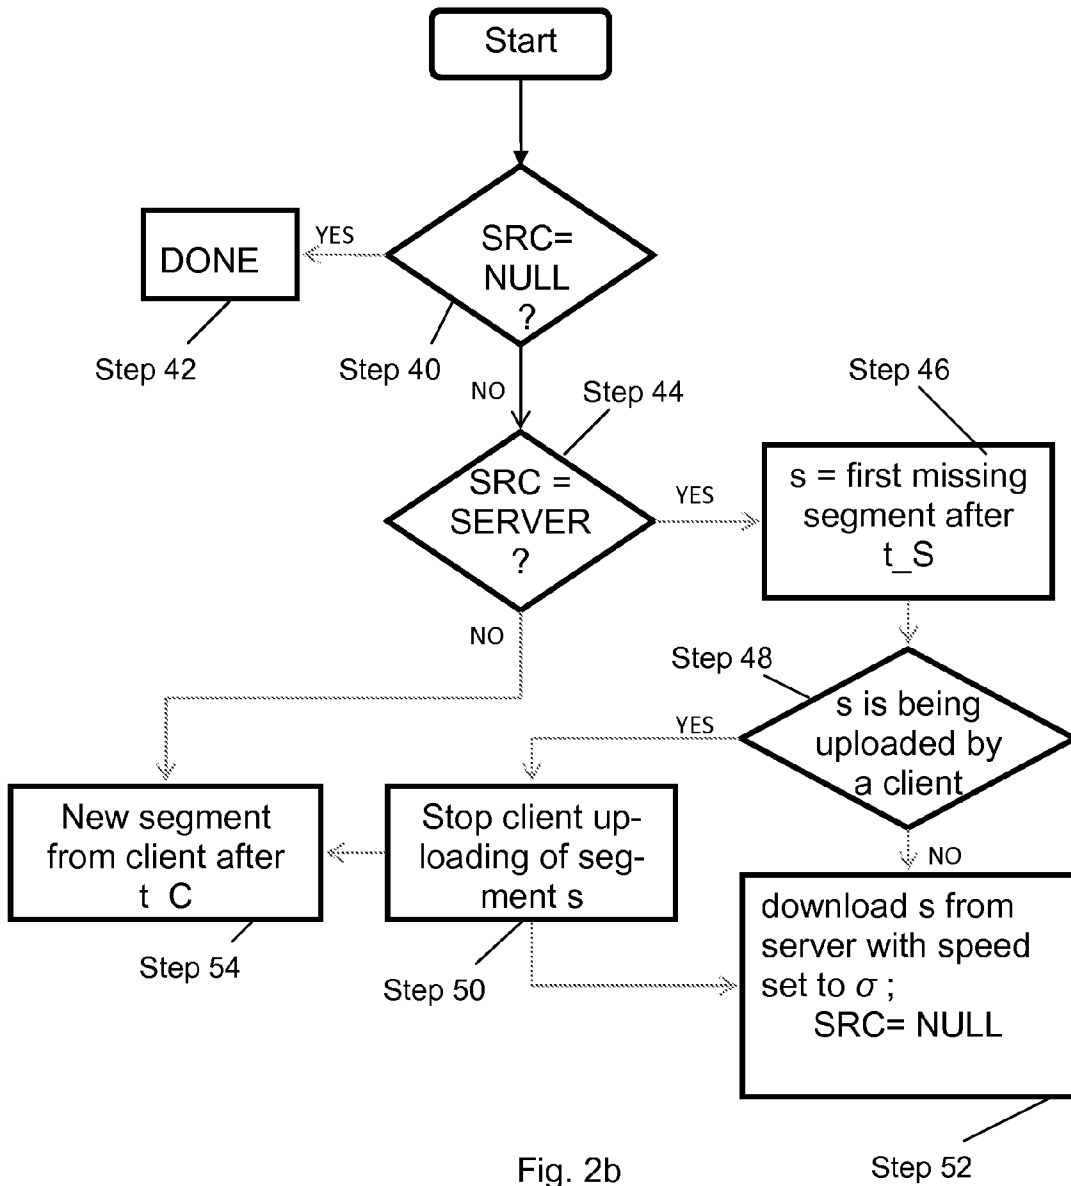 Start
SRC=
NULL
?
YES
DONE
Step 42
Step 40
NO
Step 44
Step 46
SRC =
SERVER
?
YES
s = first missing
segment after
t_S
NO
Step 48
s is being
uploaded by
a client
YES
NO
New segment
from client after
t C
Stop client up-
loading of seg-
ment s
download s from
server with speed
set to σ ;
SRC= NULL
Step 54
Step 50
Step 52
Fig. 2b